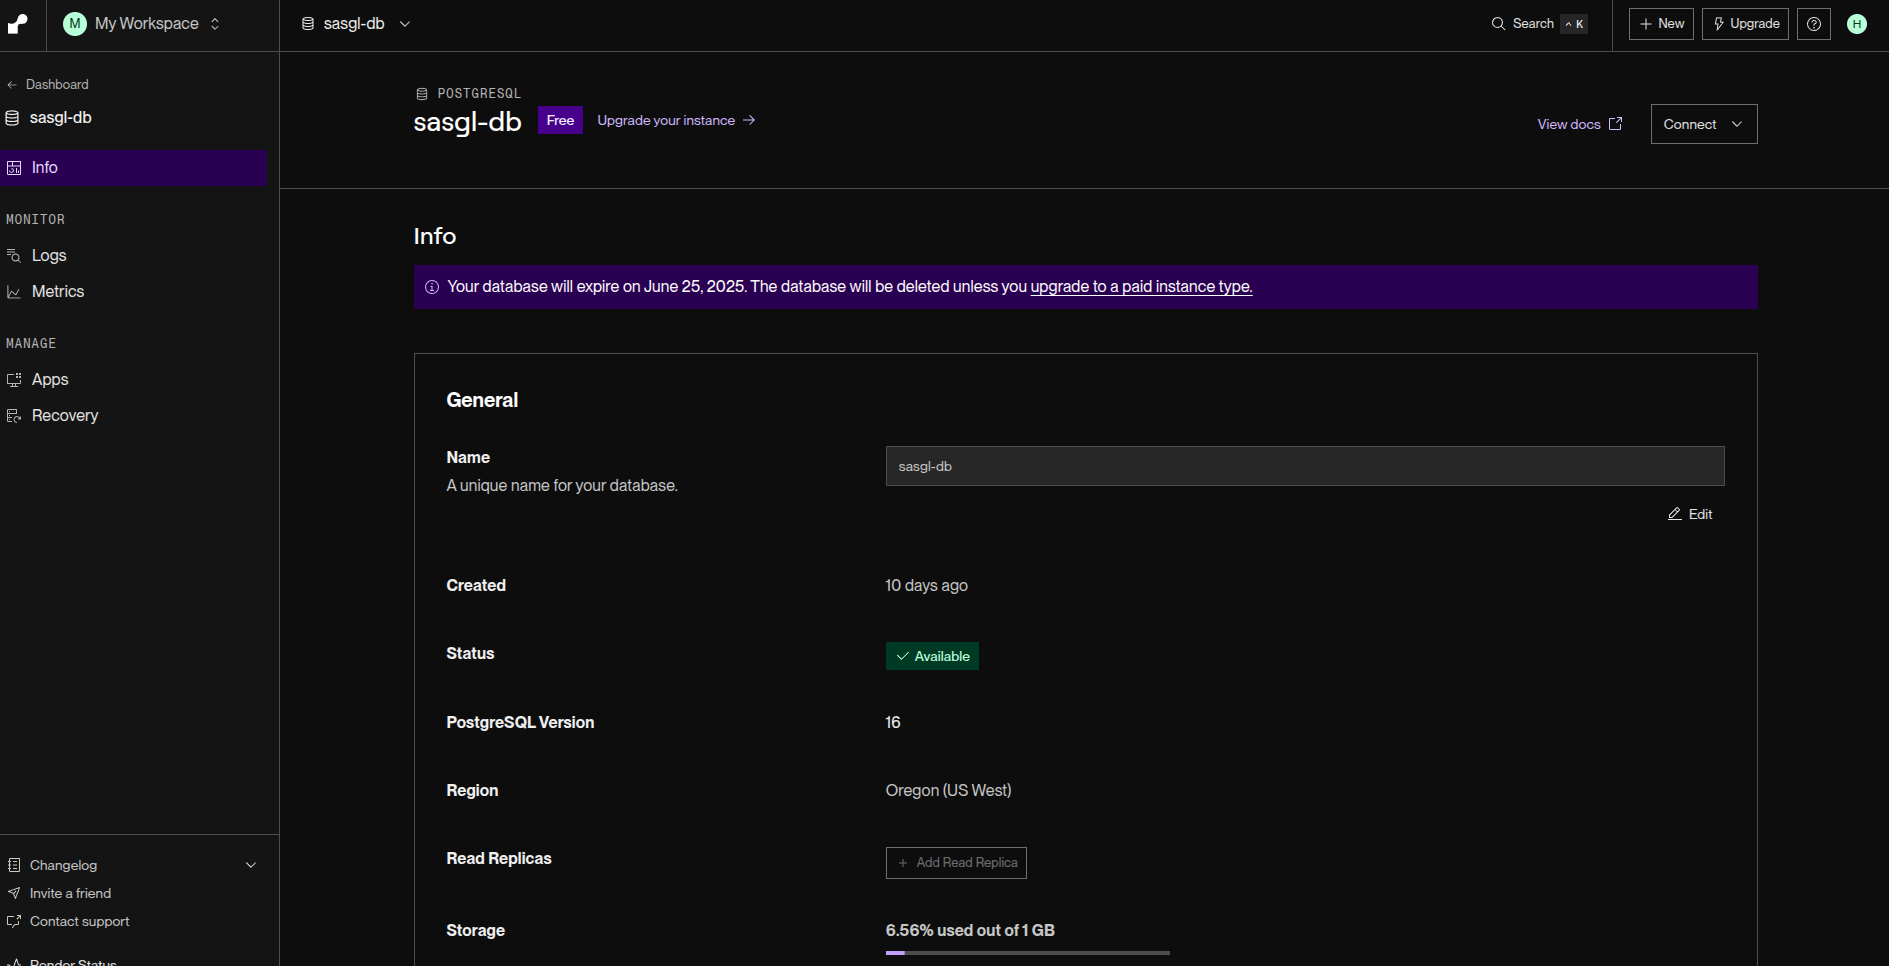 M My Workspace
sasgl-db
Search ^ K
+ New
Upgrade
H
Dashboard
sasgl-db
Info
MONITOR
Logs
Metrics
MANAGE
Apps
Recovery
Changelog
Invite a friend
Contact support
Render Status
POSTGRESQL
sasgl-db Free Upgrade your instance →
View docs
Connect
Info
Your database will expire on June 25, 2025. The database will be deleted unless you upgrade to a paid instance type.
General
Name
A unique name for your database.
sasgl-db
Edit
Created 10 days ago
Status Available
PostgreSQL Version 16
Region Oregon (US West)
Read Replicas + Add Read Replica
Storage 6.56% used out of 1 GB